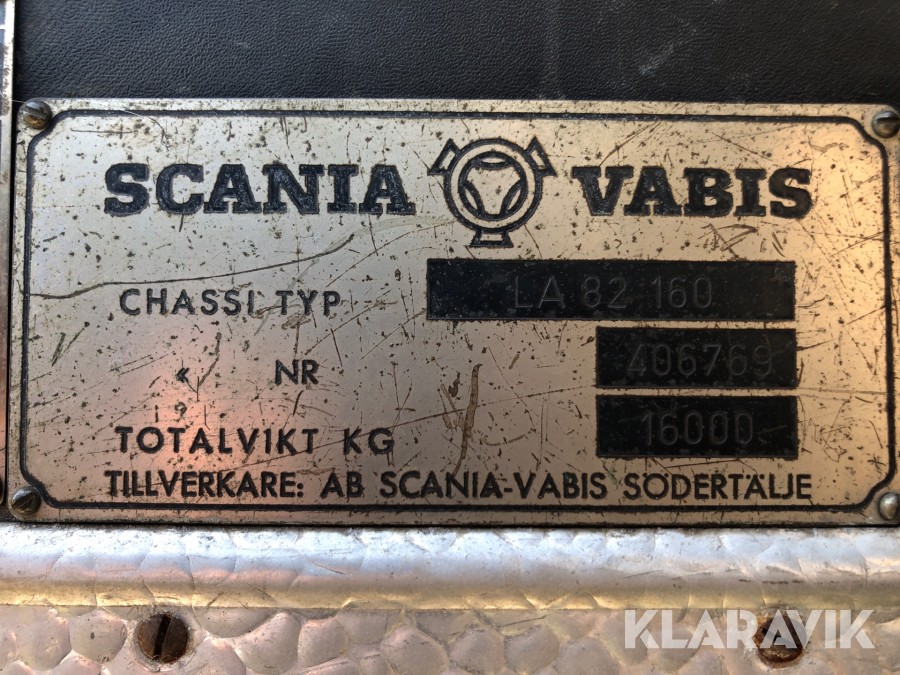 SCANIA VABIS
CHASSI TYP LA 82 160
« NR 406769
TOTALVIKT KG 16000
TILLVERKARE: AB SCANIA-VABIS SÖDERTÄLJE
KLARAVIK